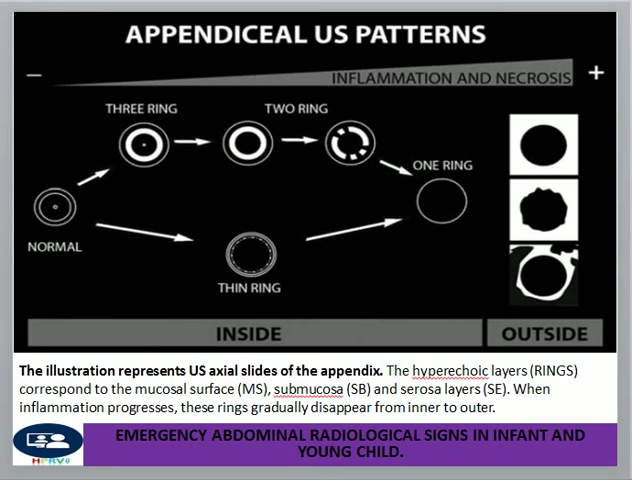 APPENDICEAL US PATTERNS
− +
INFLAMMATION AND NECROSIS
THREE RING TWO RING
ONE RING
NORMAL
THIN RING
INSIDE OUTSIDE
The illustration represents US axial slides of the appendix. The hyperechoic layers (RINGS)
correspond to the mucosal surface (MS), submucosa (SB) and serosa layers (SE). When
inflammation progresses, these rings gradually disappear from inner to outer.
EMERGENCY ABDOMINAL RADIOLOGICAL SIGNS IN INFANT AND
YOUNG CHILD.